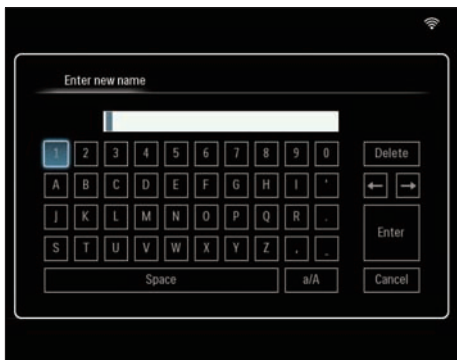 Enter new name
1 2 3 4 5 6 7 8 9 0 Delete
A B C D E F G H I ' ← →
J K L M N O P Q R .
Enter
S T U V W X Y Z , _
Space a/A Cancel